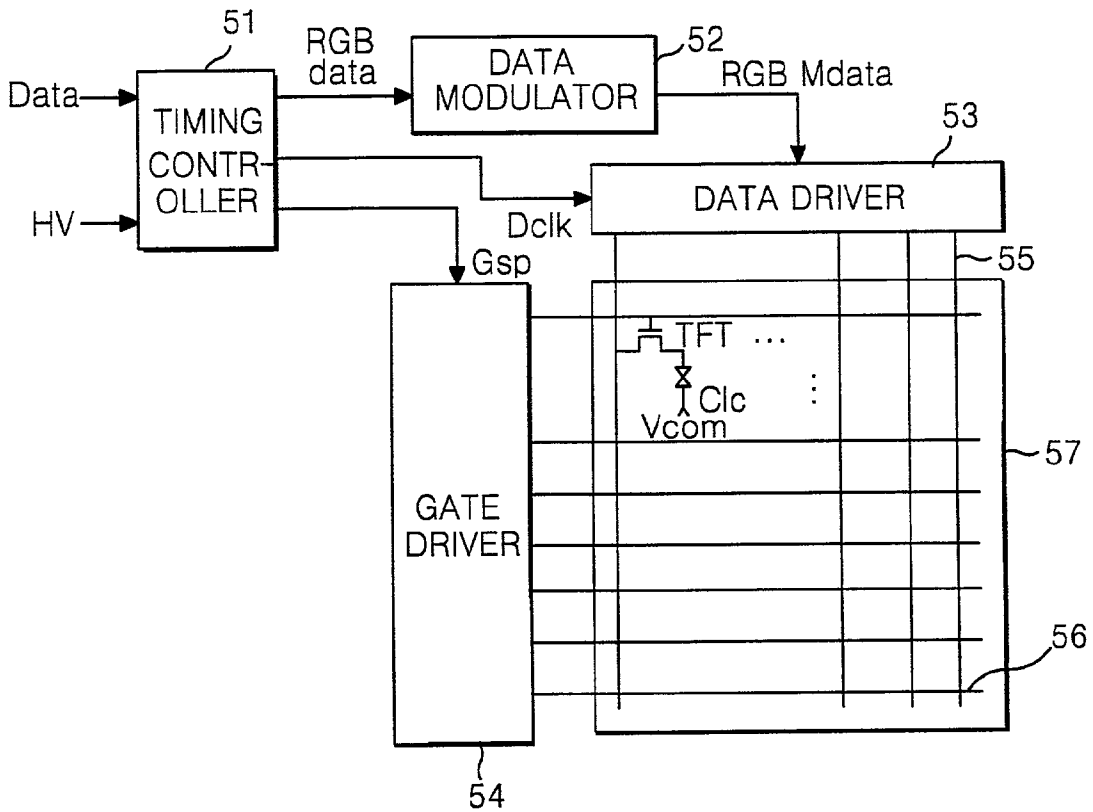 51
52
RGB
data
DATA
MODULATOR
RGB Mdata
Data
TIMING
CONTR-
OLLER
HV
53
DATA DRIVER
Dclk
Gsp
55
TFT ...
Clc
Vcom
57
GATE
DRIVER
56
54